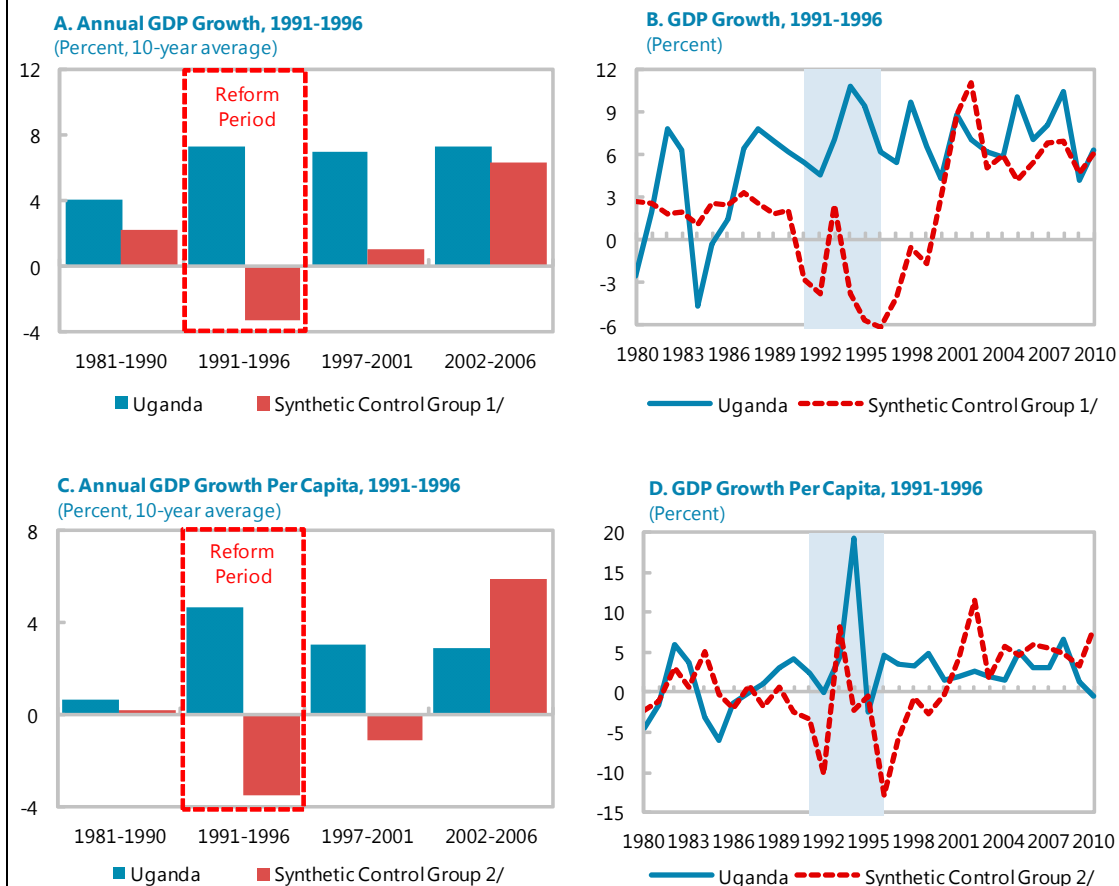 A. Annual GDP Growth, 1991-1996
(Percent, 10-year average)
12
8
4
0
-4
Reform
Period
1981-1990
1991-1996
1997-2001
2002-2006
Uganda
Synthetic Control Group 1/
B. GDP Growth, 1991-1996
(Percent)
12
9
6
3
0
-3
-6
1980 1983 1986 1989 1992 1995 1998 2001 2004 2007 2010
Uganda
Synthetic Control Group 1/
C. Annual GDP Growth Per Capita, 1991-1996
(Percent, 10-year average)
8
4
0
-4
Reform
Period
1981-1990
1991-1996
1997-2001
2002-2006
Uganda
Synthetic Control Group 2/
D. GDP Growth Per Capita, 1991-1996
(Percent)
20
15
10
5
0
-5
-10
-15
1980 1983 1986 1989 1992 1995 1998 2001 2004 2007 2010
Uganda
Synthetic Control Group 2/